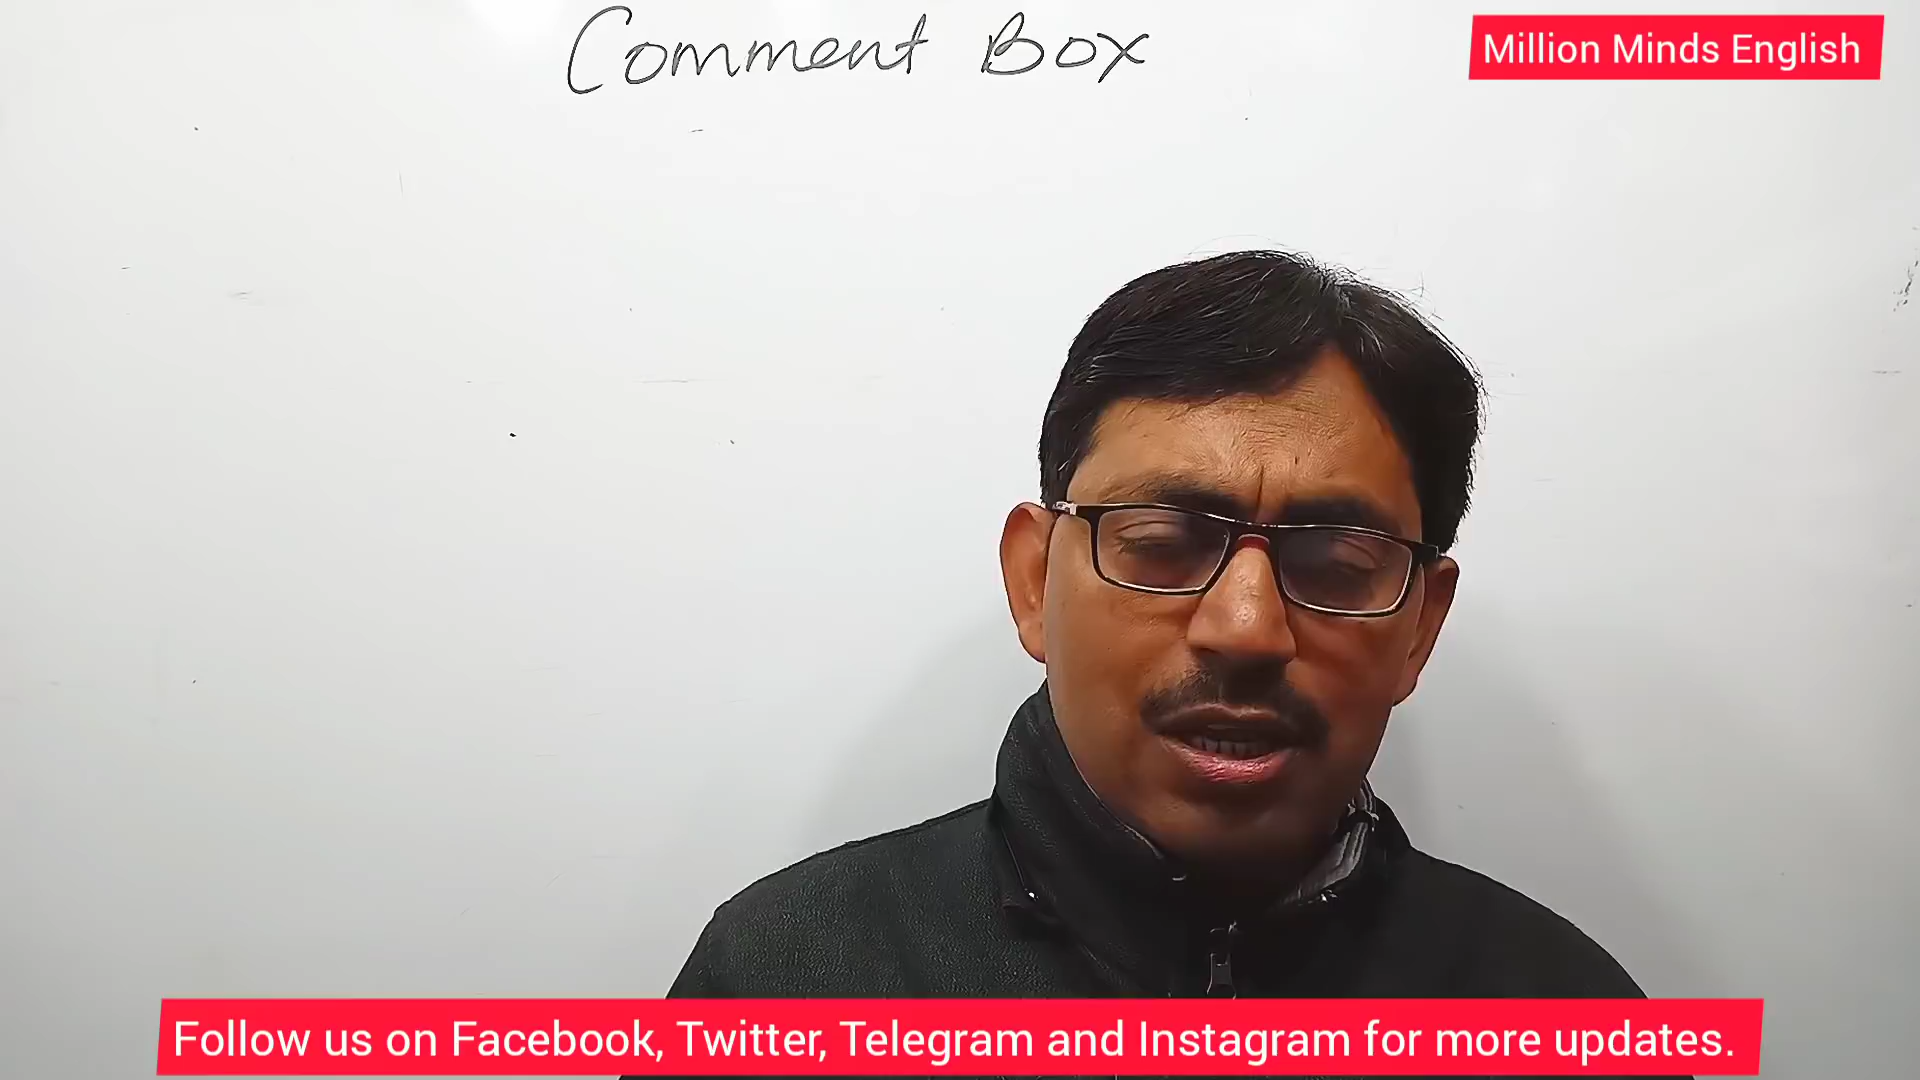 Comment Box
Million Minds English
Follow us on Facebook, Twitter, Telegram and Instagram for more updates.